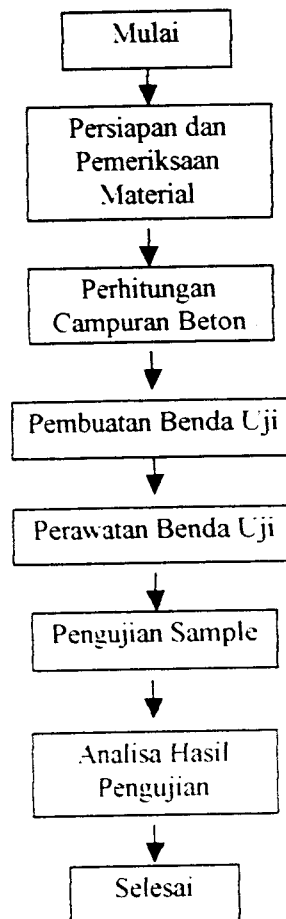 Mulai
Persiapan dan
Pemeriksaan
Material
Perhitungan
Campuran Beton
Pembuatan Benda Uji
Perawatan Benda Uji
Pengujian Sample
Analisa Hasil
Pengujian
Selesai